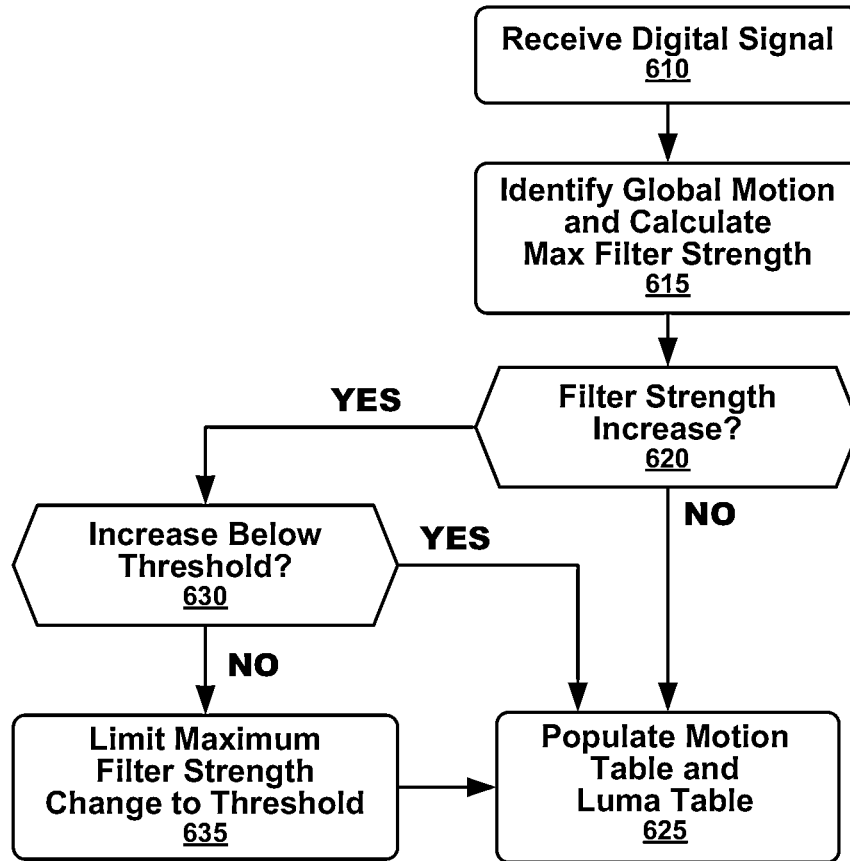 Receive Digital Signal
610
Identify Global Motion
and Calculate
Max Filter Strength
615
Filter Strength
Increase?
620
YES
NO
Increase Below
Threshold?
630
YES
NO
Limit Maximum
Filter Strength
Change to Threshold
635
Populate Motion
Table and
Luma Table
625